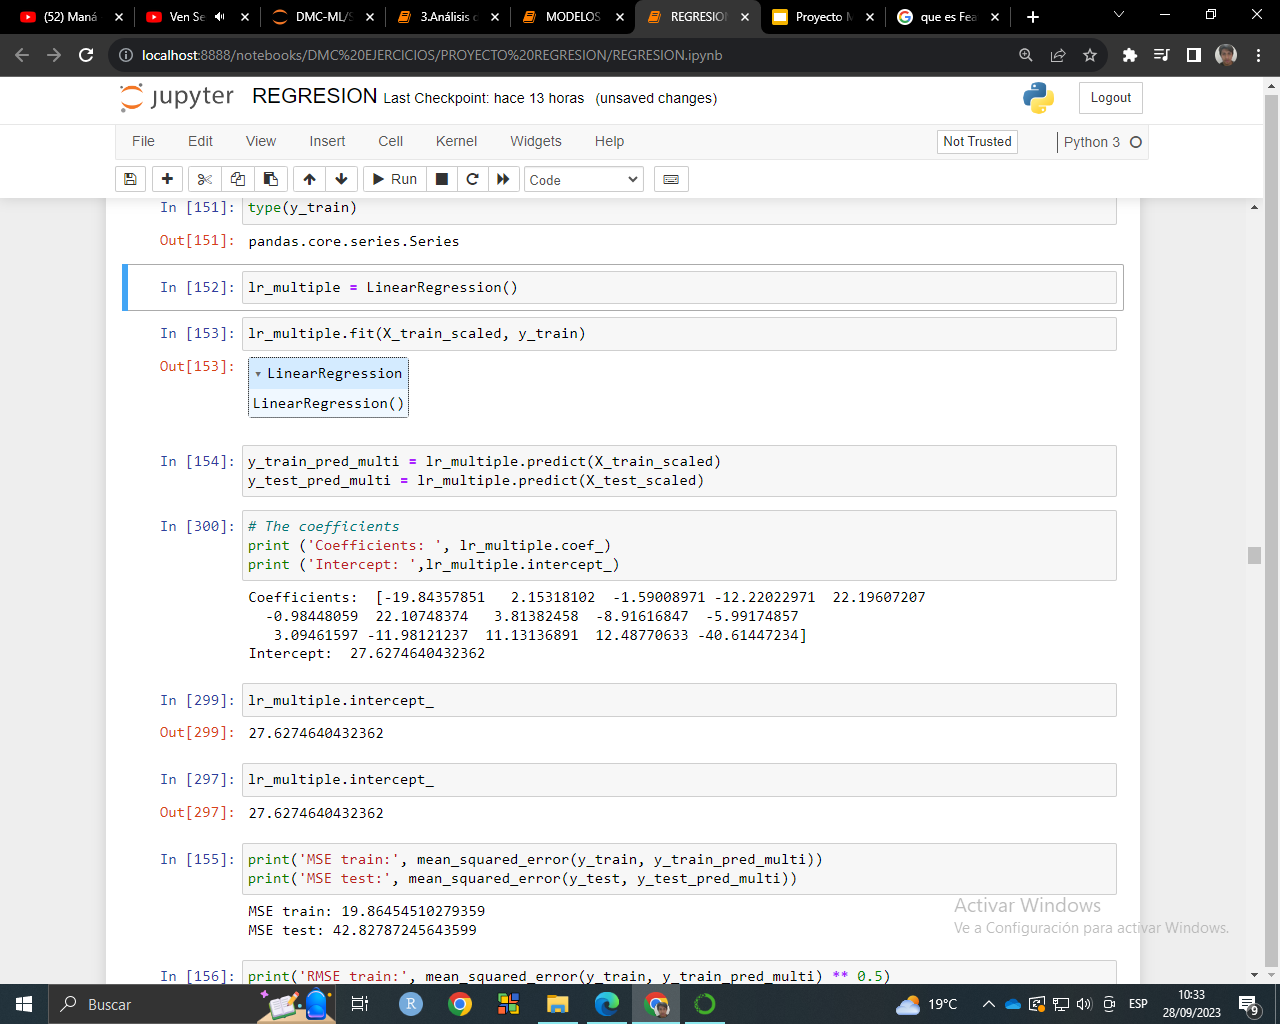 (52) Maná
Ven Se
DMC-ML/S
3.Análisis d
MODELOS
REGRESION
Proyecto M
que es Fea
localhost:8888/notebooks/DMC%20EJERCICIOS/PROYECTO%20REGRESION/REGRESION.ipynb
jupyter REGRESION Last Checkpoint: hace 13 horas (unsaved changes)
Logout
File Edit View Insert Cell Kernel Widgets Help
Not Trusted
Python 3
Run
Code
In [151]: type(y_train)
Out[151]: pandas.core.series.Series
In [152]: lr_multiple = LinearRegression()
In [153]: lr_multiple.fit(X_train_scaled, y_train)
Out[153]:
LinearRegression
LinearRegression()
In [154]: y_train_pred_multi = lr_multiple.predict(X_train_scaled)
y_test_pred_multi = lr_multiple.predict(X_test_scaled)
In [300]: # The coefficients
print ('Coefficients: ', lr_multiple.coef_)
print ('Intercept: ',lr_multiple.intercept_)
Coefficients:  [-19.84357851   2.15318102  -1.59008971 -12.22022971  22.19607207
-0.98448059  22.10748374   3.81382458  -8.91616847  -5.99174857
3.09461597 -11.98121237  11.13136891  12.48770633 -40.61447234]
Intercept:  27.6274640432362
In [299]: lr_multiple.intercept_
Out[299]: 27.6274640432362
In [297]: lr_multiple.intercept_
Out[297]: 27.6274640432362
In [155]: print('MSE train:', mean_squared_error(y_train, y_train_pred_multi))
print('MSE test:', mean_squared_error(y_test, y_test_pred_multi))
MSE train: 19.86454510279359
MSE test: 42.82787245643599
Activar Windows
Ve a Configuración para activar Windows.
In [156]: print('RMSE train:', mean_squared_error(y_train, y_train_pred_multi) ** 0.5)
Buscar
R
19°C
ESP
10:33
28/09/2023
9